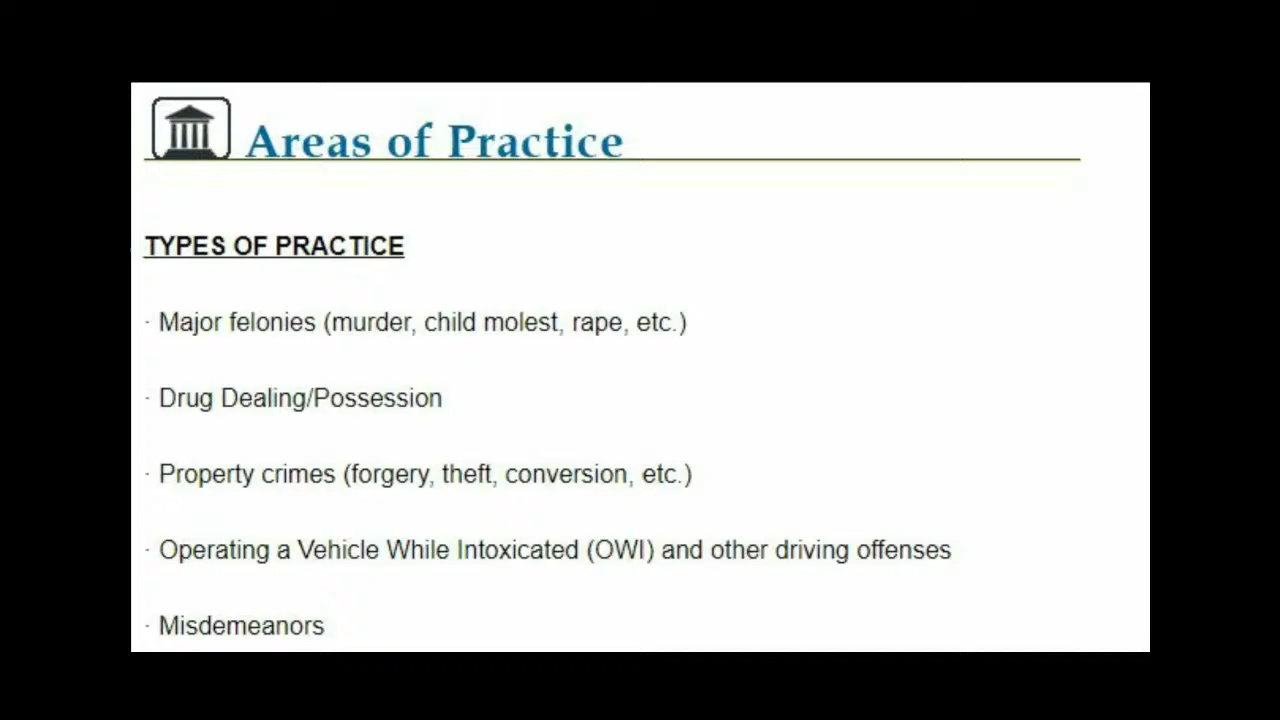 Areas of Practice
TYPES OF PRACTICE
· Major felonies (murder, child molest, rape, etc.)
· Drug Dealing/Possession
· Property crimes (forgery, theft, conversion, etc.)
· Operating a Vehicle While Intoxicated (OWI) and other driving offenses
· Misdemeanors